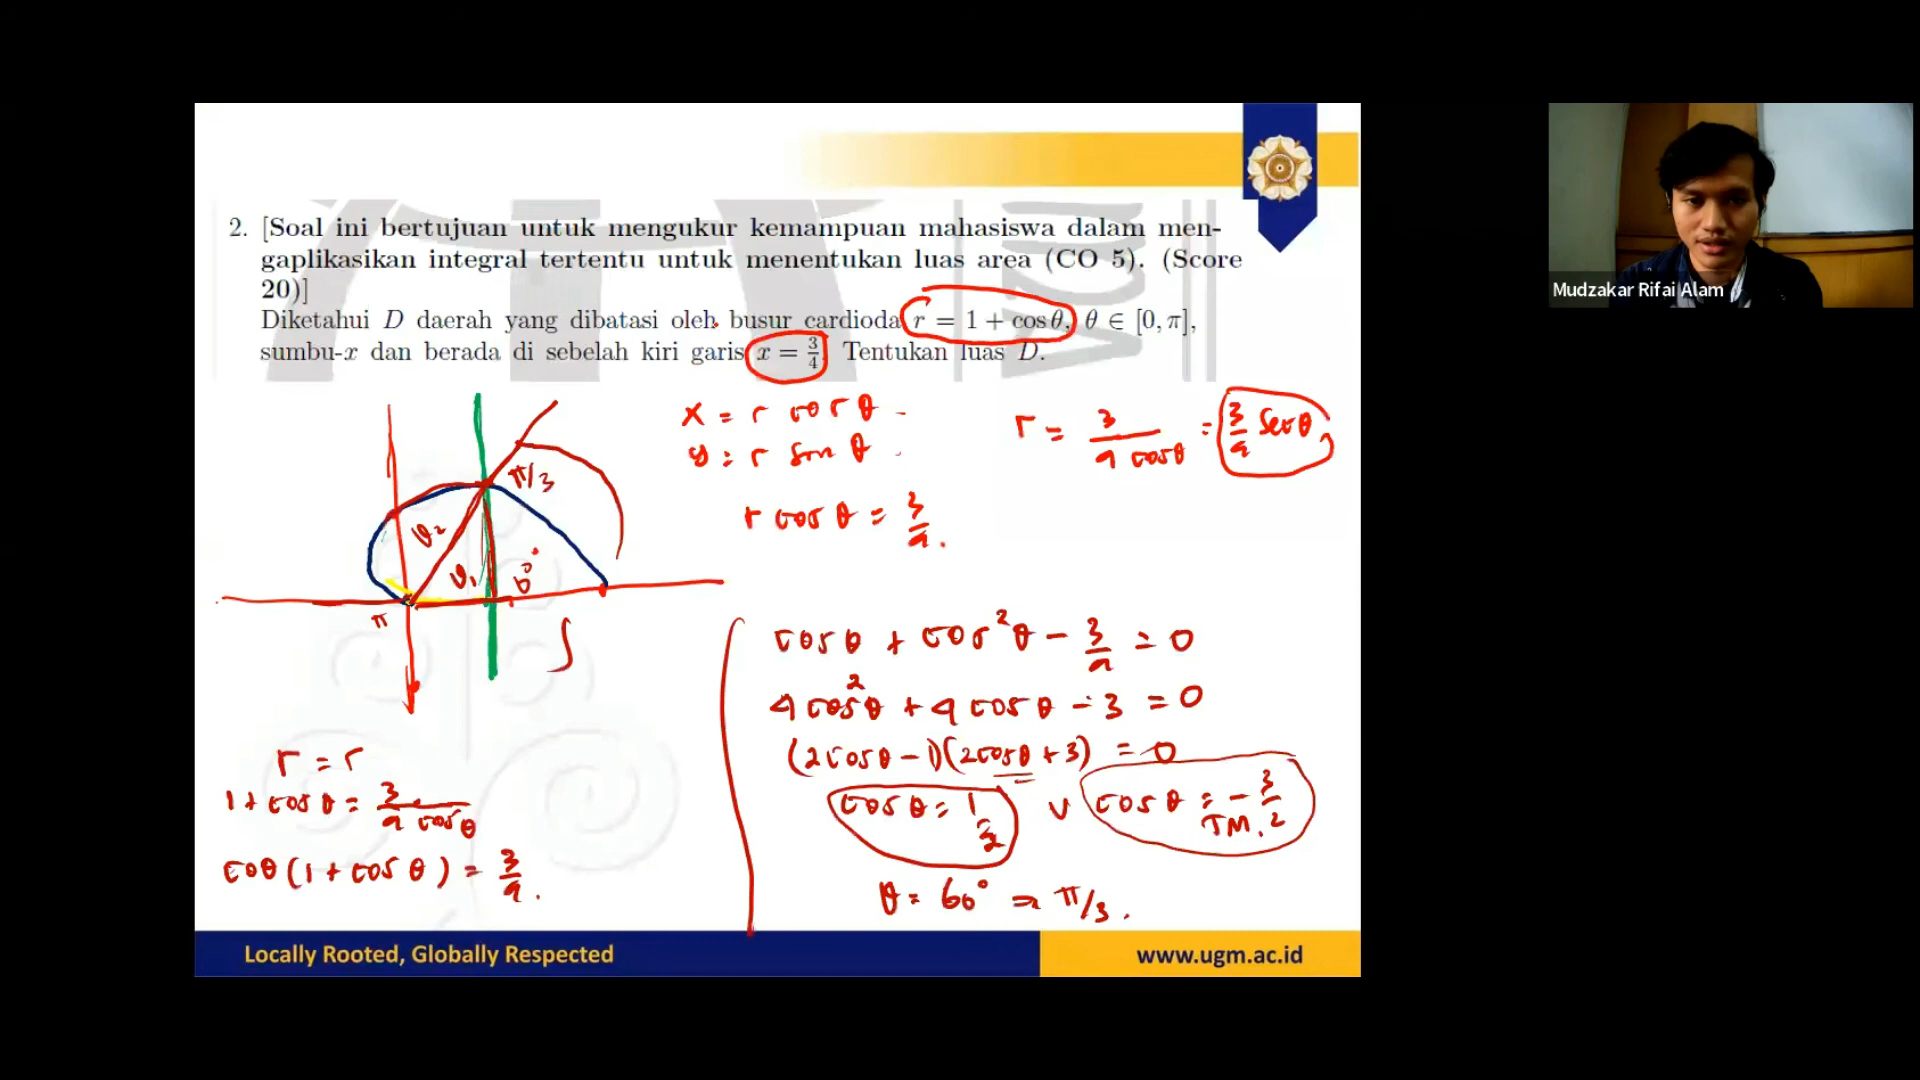 2. [Soal ini bertujuan untuk mengukur kemampuan mahasiswa dalam men-
gaplikasikan integral tertentu untuk menentukan luas area (CO 5). (Score
20)]
Diketahui D daerah yang dibatasi oleh busur cardioda r = 1 + cos θ, θ ∈ [0, π],
sumbu-x dan berada di sebelah kiri garis x = 3/4. Tentukan luas D.
x = r cos θ
y = r sin θ
r cos θ = 3/4.
r = 3/(4 cos θ) = 3/4 sec θ
π/3
θ2
θ1
0°
π
∫
r = r
1 + cos θ = 3/(4 cos θ)
coθ (1 + cos θ) = 3/4.
cos θ + cos²θ - 3/4 = 0
4 cos²θ + 4 cos θ - 3 = 0
(2 cos θ - 1)(2 cos θ + 3) = 0
cos θ = 1/2 v cos θ = -3/2
TM.
θ = 60° ⇒ π/3.
Locally Rooted, Globally Respected
www.ugm.ac.id
Mudzakar Rifai Alam